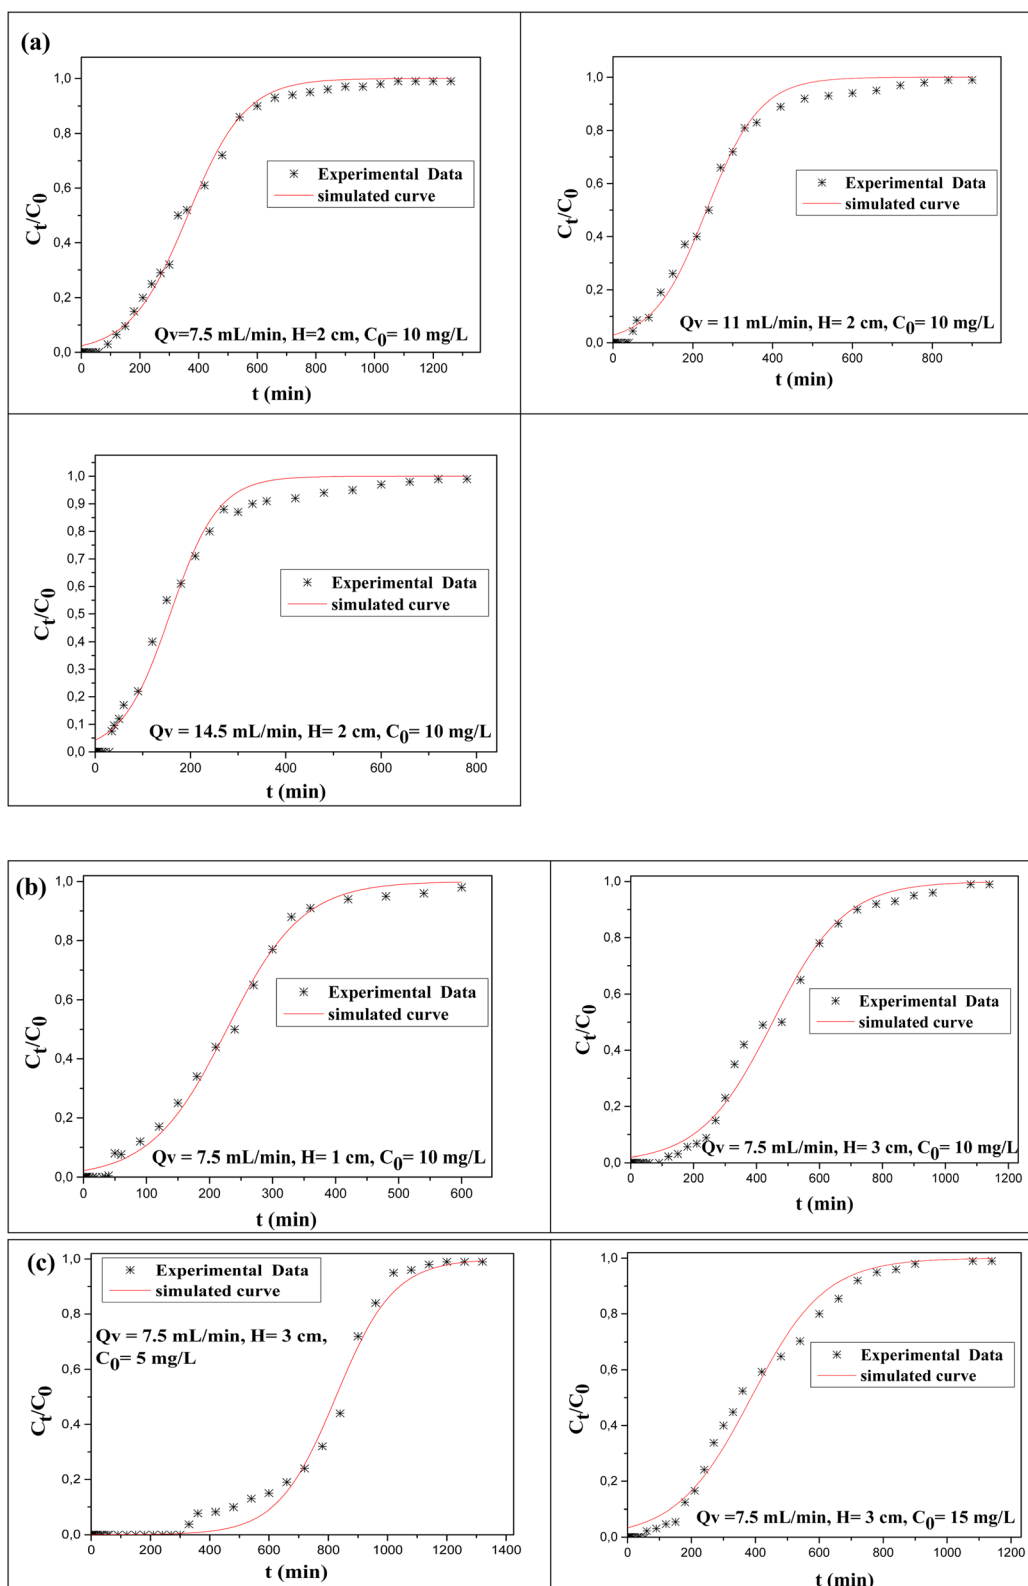 (a)
1,0
0,8
0,6
0,4
0,2
0,0
Ct/C0
Experimental Data
simulated curve
Qv=7.5 mL/min, H=2 cm, C0= 10 mg/L
0 200 400 600 800 1000 1200
t (min)
1,0
0,8
0,6
0,4
0,2
0,0
Ct/C0
Experimental Data
simulated curve
Qv = 11 mL/min, H= 2 cm, C0= 10 mg/L
0 200 400 600 800
t (min)
1,0
0,9
0,8
0,7
0,6
0,5
0,4
0,3
0,2
0,1
0,0
Ct/C0
Experimental Data
simulated curve
Qv = 14.5 mL/min, H= 2 cm, C0= 10 mg/L
0 200 400 600 800
t (min)
(b)
1,0
0,8
0,6
0,4
0,2
0,0
Ct/C0
Experimental Data
simulated curve
Qv = 7.5 mL/min, H= 1 cm, C0= 10 mg/L
0 100 200 300 400 500 600
t (min)
1,0
0,8
0,6
0,4
0,2
0,0
Ct/C0
Experimental Data
simulated curve
Qv = 7.5 mL/min, H= 3 cm, C0= 10 mg/L
0 200 400 600 800 1000 1200
t (min)
(c)
1,0
0,8
0,6
0,4
0,2
0,0
Ct/C0
Experimental Data
simulated curve
Qv = 7.5 mL/min, H= 3 cm,
C0= 5 mg/L
0 200 400 600 800 1000 1200 1400
t (min)
1,0
0,8
0,6
0,4
0,2
0,0
Ct/C0
Experimental Data
simulated curve
Qv =7.5 mL/min, H= 3 cm, C0= 15 mg/L
0 200 400 600 800 1000 1200
t (min)